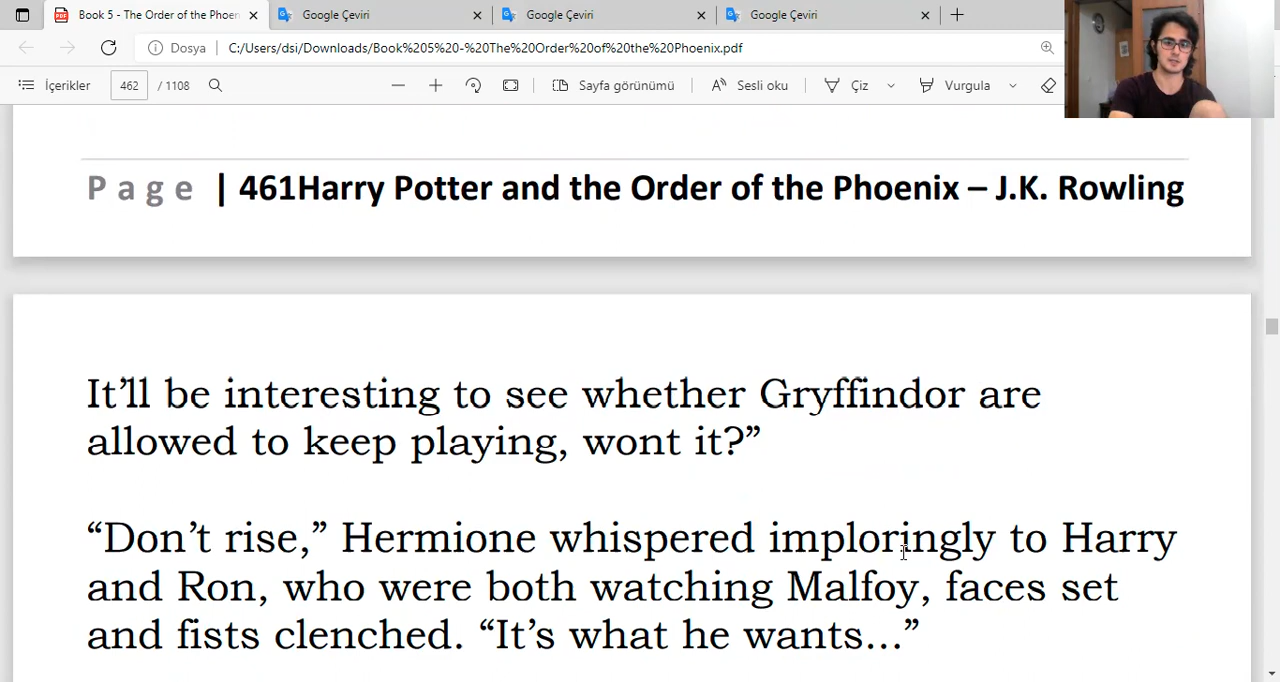 Book 5 - The Order of the Phoen
Google Çeviri
Google Çeviri
Google Çeviri
Dosya
C:/Users/dsi/Downloads/Book%205%20-%20The%20Order%20of%20the%20Phoenix.pdf
İçerikler
462 / 1108
Sayfa görünümü
Sesli oku
Çiz
Vurgula
Page | 461Harry Potter and the Order of the Phoenix – J.K. Rowling
It’ll be interesting to see whether Gryffindor are
allowed to keep playing, wont it?”
“Don’t rise,” Hermione whispered imploringly to Harry
and Ron, who were both watching Malfoy, faces set
and fists clenched. “It’s what he wants…”